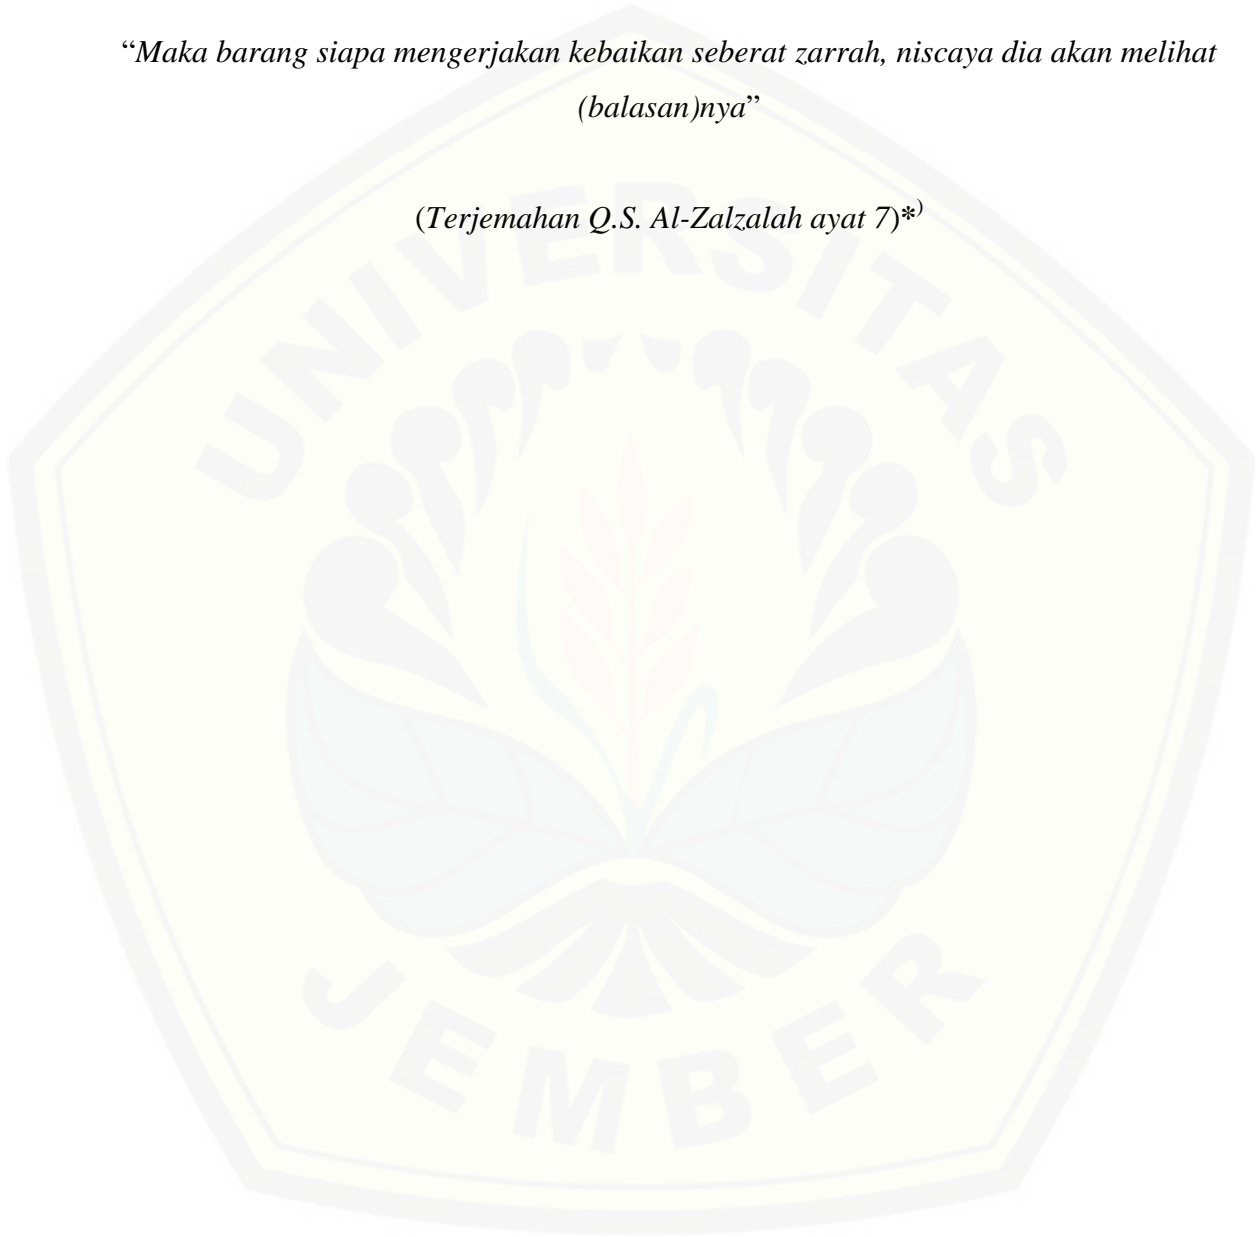 “Maka barang siapa mengerjakan kebaikan seberat zarrah, niscaya dia akan melihat
(balasan)nya”
(Terjemahan Q.S. Al-Zalzalah ayat 7)*)
UNIVERSITAS
JEMBER